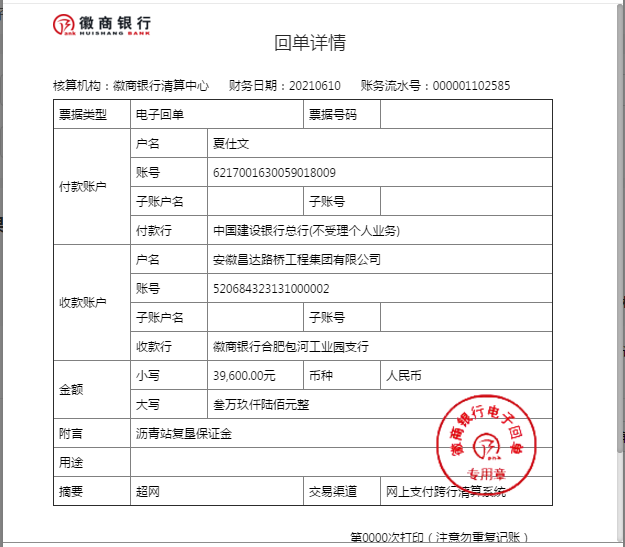 徽商银行
HUISHANG BANK
回单详情
核算机构：徽商银行清算中心 财务日期：20210610 账务流水号：000001102585
票据类型 电子回单 票据号码
付款账户
户名 夏仕文
账号 6217001630059018009
子账户名 子账号
付款行 中国建设银行总行(不受理个人业务)
收款账户
户名 安徽昌达路桥工程集团有限公司
账号 520684323131000002
子账户名 子账号
收款行 徽商银行合肥包河工业园支行
金额
小写 39,600.00元 币种 人民币
大写 叁万玖仟陆佰元整
附言 沥青站复垦保证金
用途
摘要 超网 交易渠道 网上支付跨行清算系统
徽商银行电子回单
Bank
专用章
第0000次打印（注意勿重复记账）